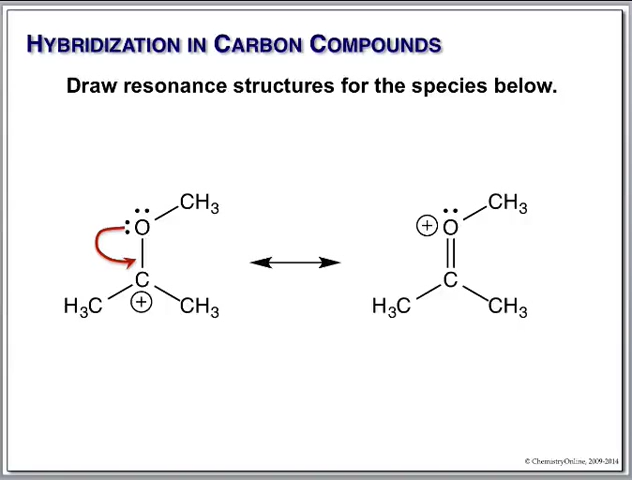 HYBRIDIZATION IN CARBON COMPOUNDS
Draw resonance structures for the species below.
CH₃ CH₃
:O ⊕ O
C C
H₃C ⊕ CH₃ H₃C CH₃
© ChemistryOnline, 2009-2014